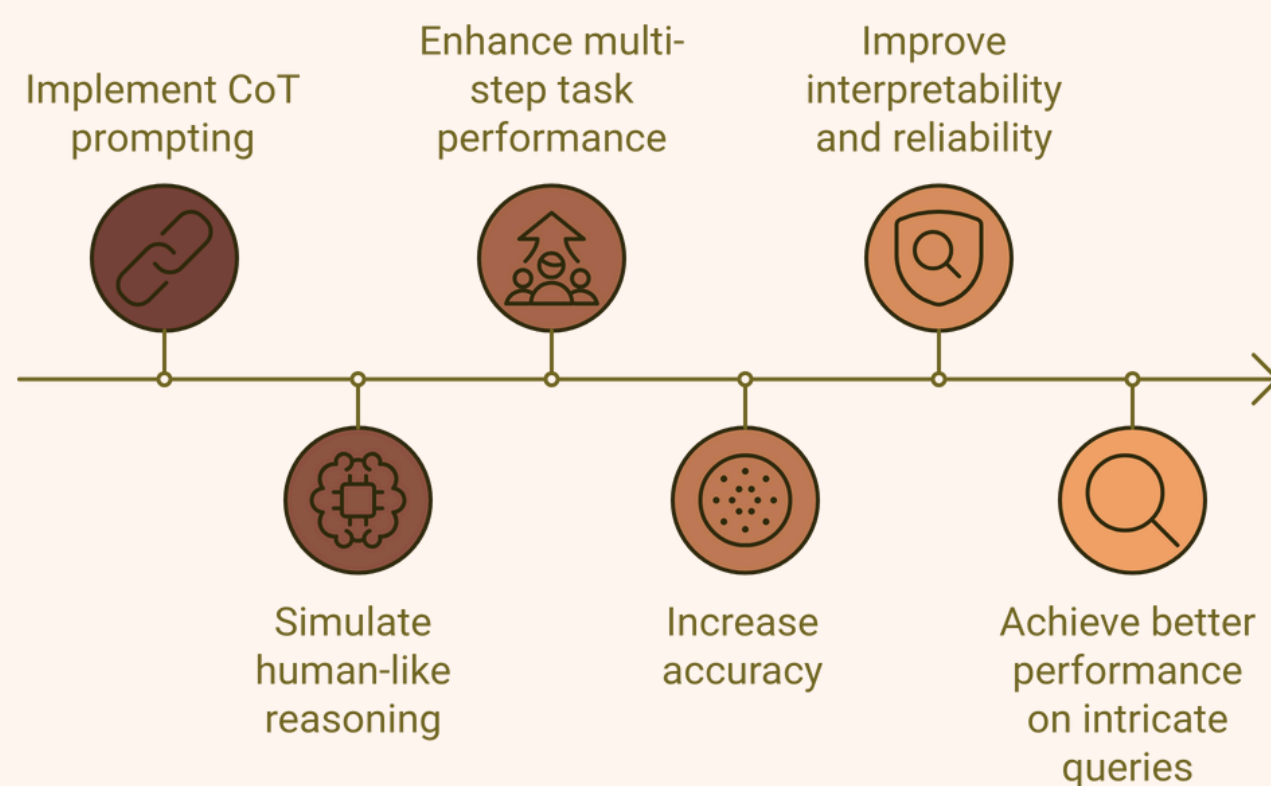 Implement CoT
prompting
Simulate
human-like
reasoning
Enhance multi-
step task
performance
Increase
accuracy
Improve
interpretability
and reliability
Achieve better
performance
on intricate
queries